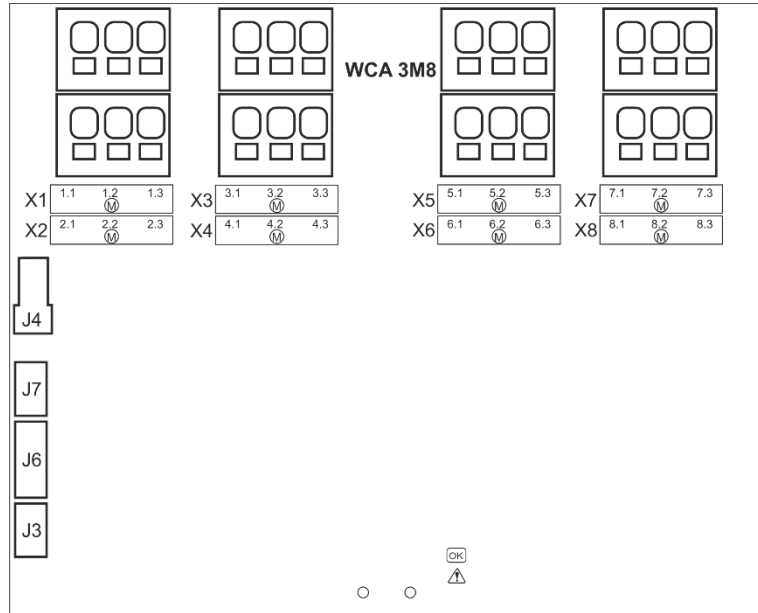 WCA 3M8
X1 1.1 1.2 1.3 X3 3.1 3.2 3.3 X5 5.1 5.2 5.3 X7 7.1 7.2 7.3
M M M M
X2 2.1 2.2 2.3 X4 4.1 4.2 4.3 X6 6.1 6.2 6.3 X8 8.1 8.2 8.3
M M M M
J4
J7
J6
J3
OK
!